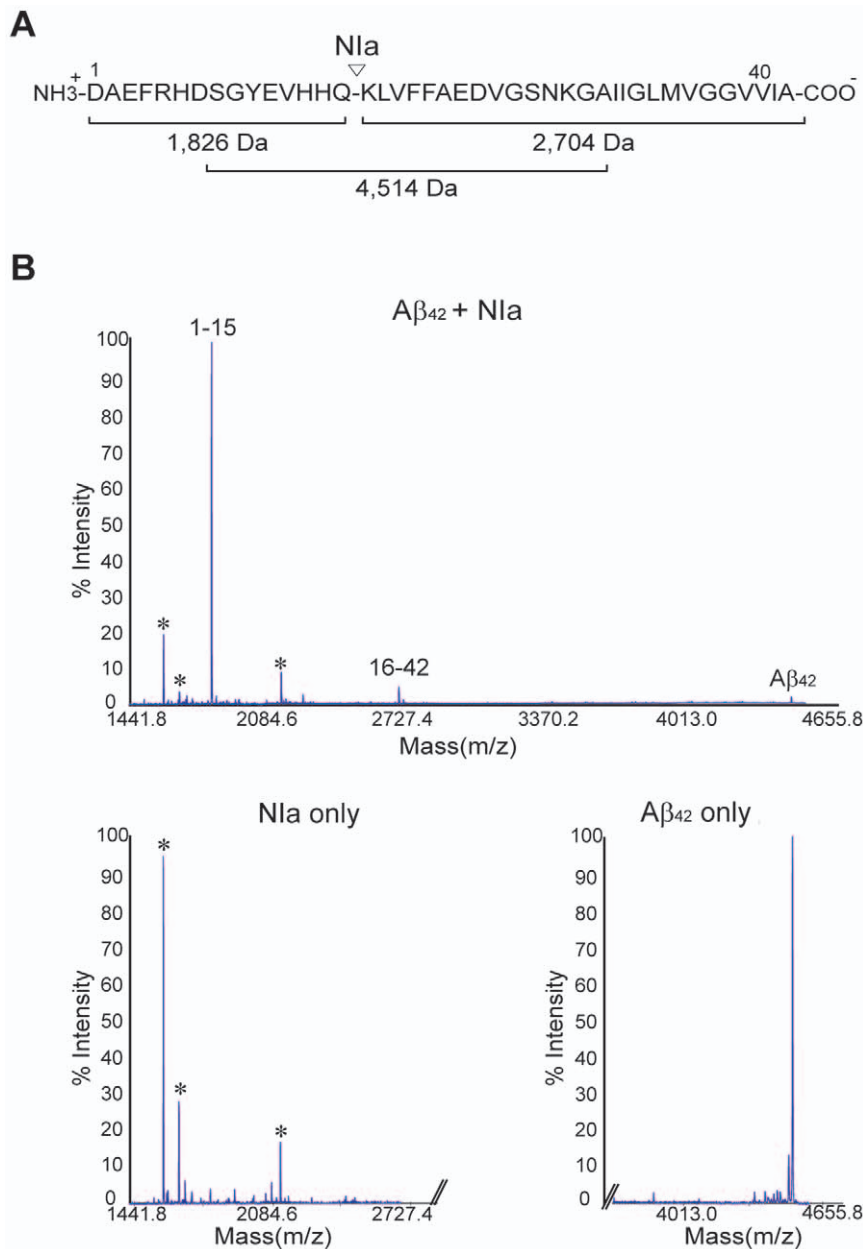 A
NIa
▽
NH3+-DAEFRHDSGYEVHHQ-KLVFFAEDVGSNKGAIIGLMVGGVVIA-COO-
1
40
1,826 Da
2,704 Da
4,514 Da
B
Aβ42 + NIa
1-15
100
90
80
70
60
50
40
30
20
10
0
% Intensity
*
*
*
16-42
Aβ42
1441.8 2084.6 2727.4 3370.2 4013.0 4655.8
Mass(m/z)
NIa only
100
90
80
70
60
50
40
30
20
10
0
% Intensity
*
*
*
1441.8 2084.6 2727.4
Mass(m/z)
Aβ42 only
100
90
80
70
60
50
40
30
20
10
0
% Intensity
4013.0 4655.8
Mass(m/z)